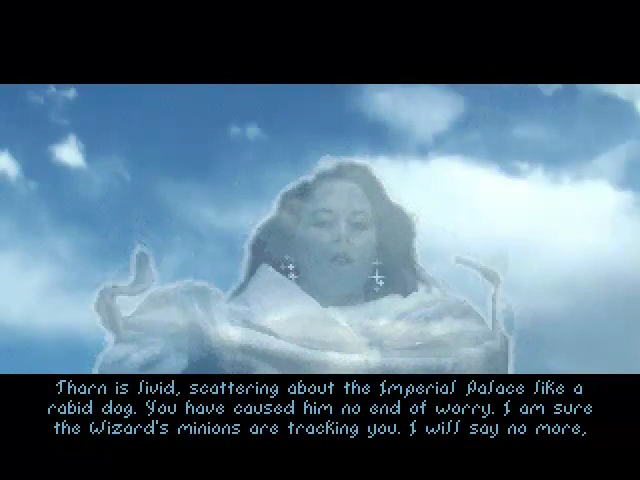 Tharn is livid, scattering about the Imperial Palace like a
rabid dog. You have caused him no end of worry. I am sure
the Wizard's minions are tracking you. I will say no more,